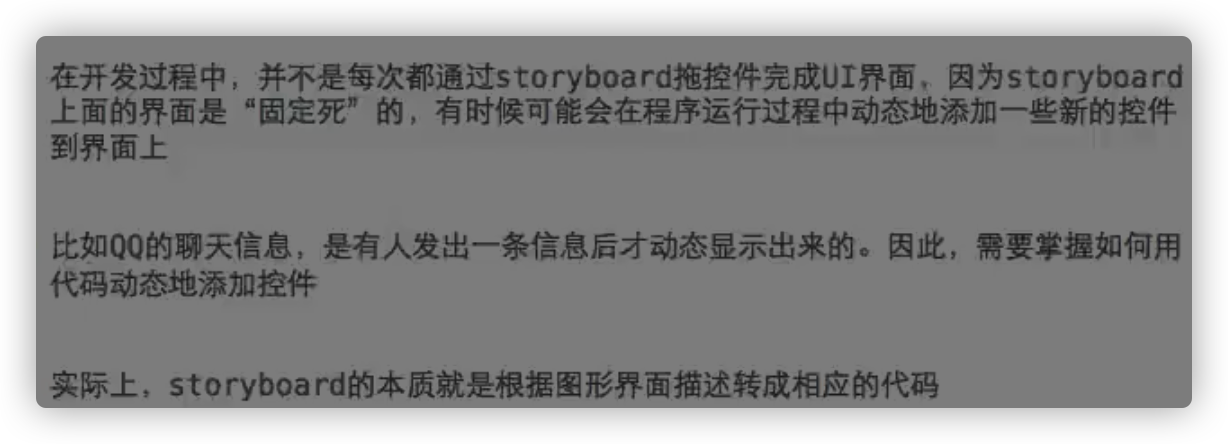 在开发过程中，并不是每次都通过storyboard拖控件完成UI界面，因为storyboard
上面的界面是“固定死”的，有时候可能会在程序运行过程中动态地添加一些新的控件
到界面上
比如QQ的聊天信息，是有人发出一条信息后才动态显示出来的。因此，需要掌握如何用
代码动态地添加控件
实际上，storyboard的本质就是根据图形界面描述转成相应的代码